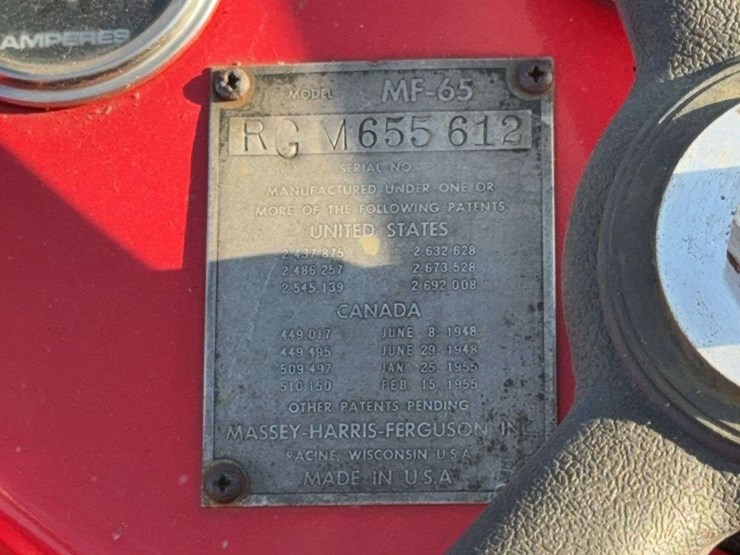 AMPERES
MODEL MF-65
RGM655 612
SERIAL NO.
MANUFACTURED UNDER ONE OR
MORE OF THE FOLLOWING PATENTS
UNITED STATES
2 437 875 2 632 628
2 486 257 2 673 528
2 545 139 2 692 008
CANADA
449 017 JUNE 8 1948
449 495 JUNE 29 1948
509 497 JAN 25 1955
510 150 FEB 15 1955
OTHER PATENTS PENDING
MASSEY-HARRIS-FERGUSON IN
RACINE, WISCONSIN U.S.A.
MADE IN U.S.A.